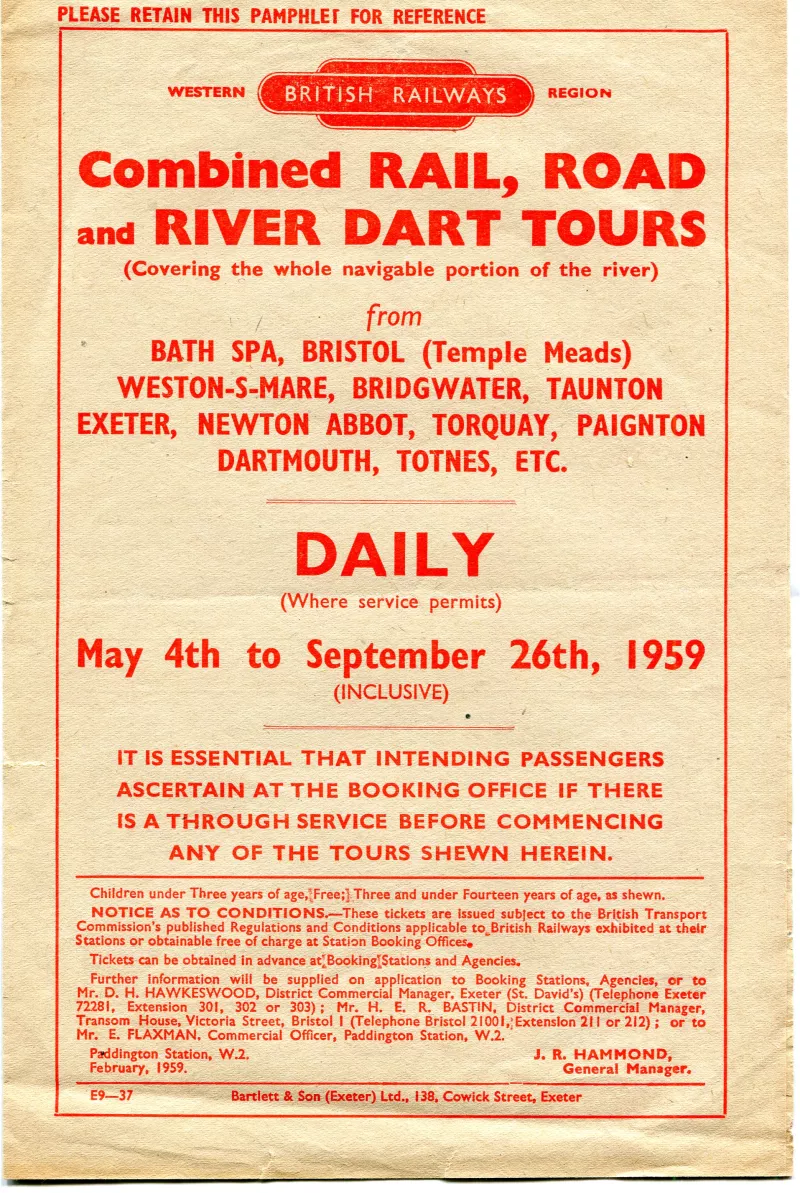 PLEASE RETAIN THIS PAMPHLET FOR REFERENCE
WESTERN BRITISH RAILWAYS REGION
Combined RAIL, ROAD
and RIVER DART TOURS
(Covering the whole navigable portion of the river)
from
BATH SPA, BRISTOL (Temple Meads)
WESTON-S-MARE, BRIDGWATER, TAUNTON
EXETER, NEWTON ABBOT, TORQUAY, PAIGNTON
DARTMOUTH, TOTNES, ETC.
DAILY
(Where service permits)
May 4th to September 26th, 1959
(INCLUSIVE)
IT IS ESSENTIAL THAT INTENDING PASSENGERS
ASCERTAIN AT THE BOOKING OFFICE IF THERE
IS A THROUGH SERVICE BEFORE COMMENCING
ANY OF THE TOURS SHEWN HEREIN.
Children under Three years of age, Free; Three and under Fourteen years of age, as shewn.
NOTICE AS TO CONDITIONS.—These tickets are issued subject to the British Transport
Commission's published Regulations and Conditions applicable to British Railways exhibited at their
Stations or obtainable free of charge at Station Booking Offices.
Tickets can be obtained in advance at Booking Stations and Agencies.
Further information will be supplied on application to Booking Stations, Agencies, or to
Mr. D. H. HAWKESWOOD, District Commercial Manager, Exeter (St. David's) (Telephone Exeter
72281, Extension 301, 302 or 303) ; Mr. H. E. R. BASTIN, District Commercial Manager,
Transom House, Victoria Street, Bristol 1 (Telephone Bristol 21001, Extension 211 or 212) ; or to
Mr. E. FLAXMAN, Commercial Officer, Paddington Station, W.2.
Paddington Station, W.2. J. R. HAMMOND,
February, 1959. General Manager.
E9—37 Bartlett & Son (Exeter) Ltd., 138, Cowick Street, Exeter